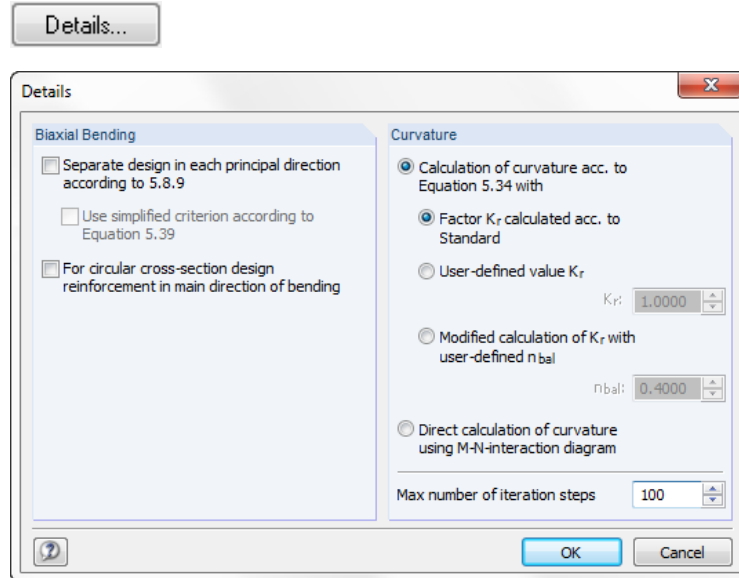 Details...
Details
Biaxial Bending
Separate design in each principal direction
according to 5.8.9
Use simplified criterion according to
Equation 5.39
For circular cross-section design
reinforcement in main direction of bending
Curvature
Calculation of curvature acc. to
Equation 5.34 with
Factor Kr calculated acc. to
Standard
User-defined value Kr
Kr: 1.0000
Modified calculation of Kr with
user-defined nbal
nbal: 0.4000
Direct calculation of curvature
using M-N-interaction diagram
Max number of iteration steps 100
OK Cancel